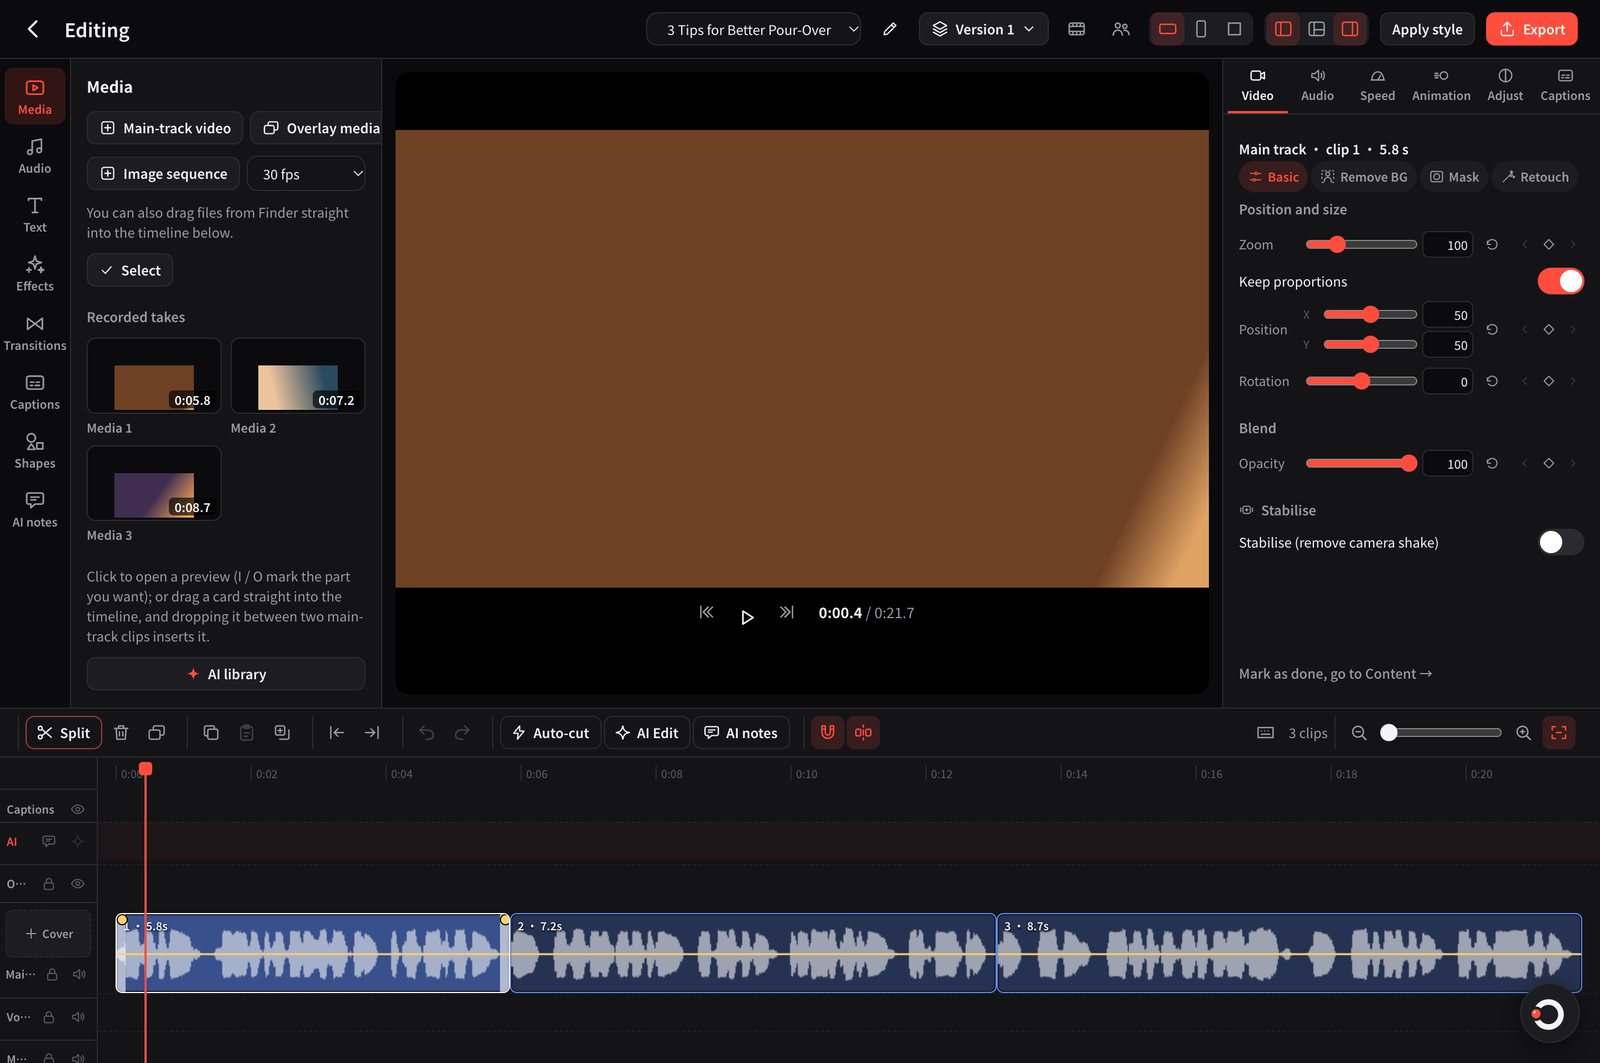 Editing
3 Tips for Better Pour-Over
Version 1
Apply style
Export
Media
Audio
Text
Effects
Transitions
Captions
Shapes
AI notes
Media
Main-track video
Overlay media
Image sequence
30 fps
You can also drag files from Finder straight
into the timeline below.
Select
Recorded takes
0:05.8
0:07.2
Media 1
Media 2
0:08.7
Media 3
Click to open a preview (I / O mark the part
you want); or drag a card straight into the
timeline, and dropping it between two main-
track clips inserts it.
AI library
0:00.4 / 0:21.7
Video
Audio
Speed
Animation
Adjust
Captions
Main track • clip 1 • 5.8 s
Basic
Remove BG
Mask
Retouch
Position and size
Zoom
100
Keep proportions
Position
X
50
Y
50
Rotation
0
Blend
Opacity
100
Stabilise
Stabilise (remove camera shake)
Mark as done, go to Content →
Split
Auto-cut
AI Edit
AI notes
3 clips
0:00
0:02
0:04
0:06
0:08
0:10
0:12
0:14
0:16
0:18
0:20
Captions
AI
O···
+ Cover
Mai···
1 • 5.8s
2 • 7.2s
3 • 8.7s
Vo···
M···